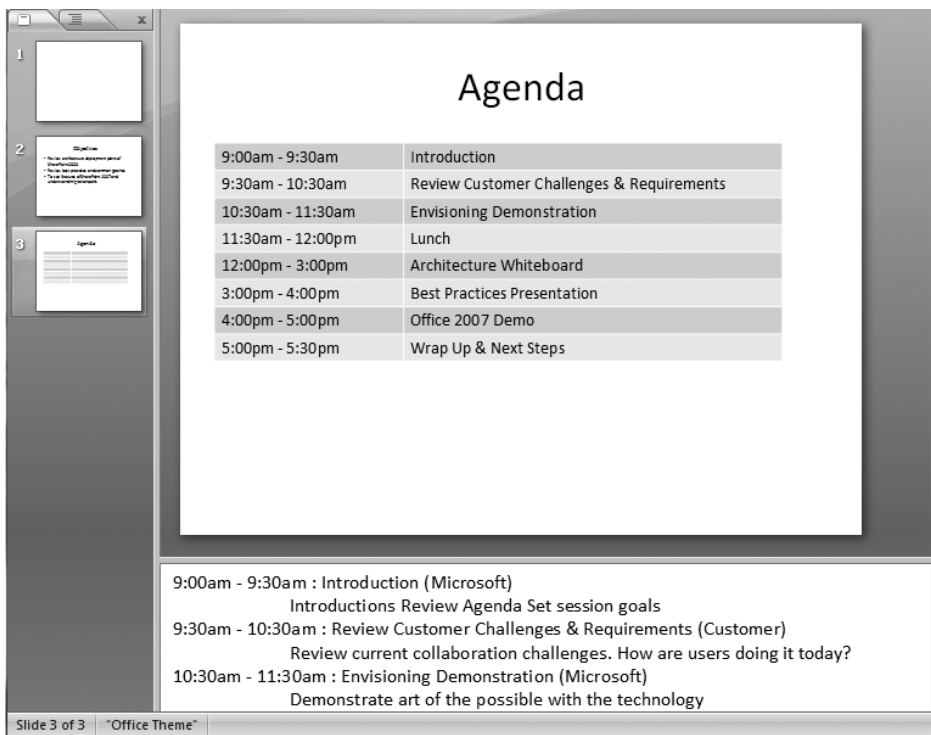 1
2
Objectives
3
Agenda
Agenda
9:00am - 9:30am Introduction
9:30am - 10:30am Review Customer Challenges & Requirements
10:30am - 11:30am Envisioning Demonstration
11:30am - 12:00pm Lunch
12:00pm - 3:00pm Architecture Whiteboard
3:00pm - 4:00pm Best Practices Presentation
4:00pm - 5:00pm Office 2007 Demo
5:00pm - 5:30pm Wrap Up & Next Steps
9:00am - 9:30am : Introduction (Microsoft)
Introductions Review Agenda Set session goals
9:30am - 10:30am : Review Customer Challenges & Requirements (Customer)
Review current collaboration challenges. How are users doing it today?
10:30am - 11:30am : Envisioning Demonstration (Microsoft)
Demonstrate art of the possible with the technology
Slide 3 of 3 "Office Theme"